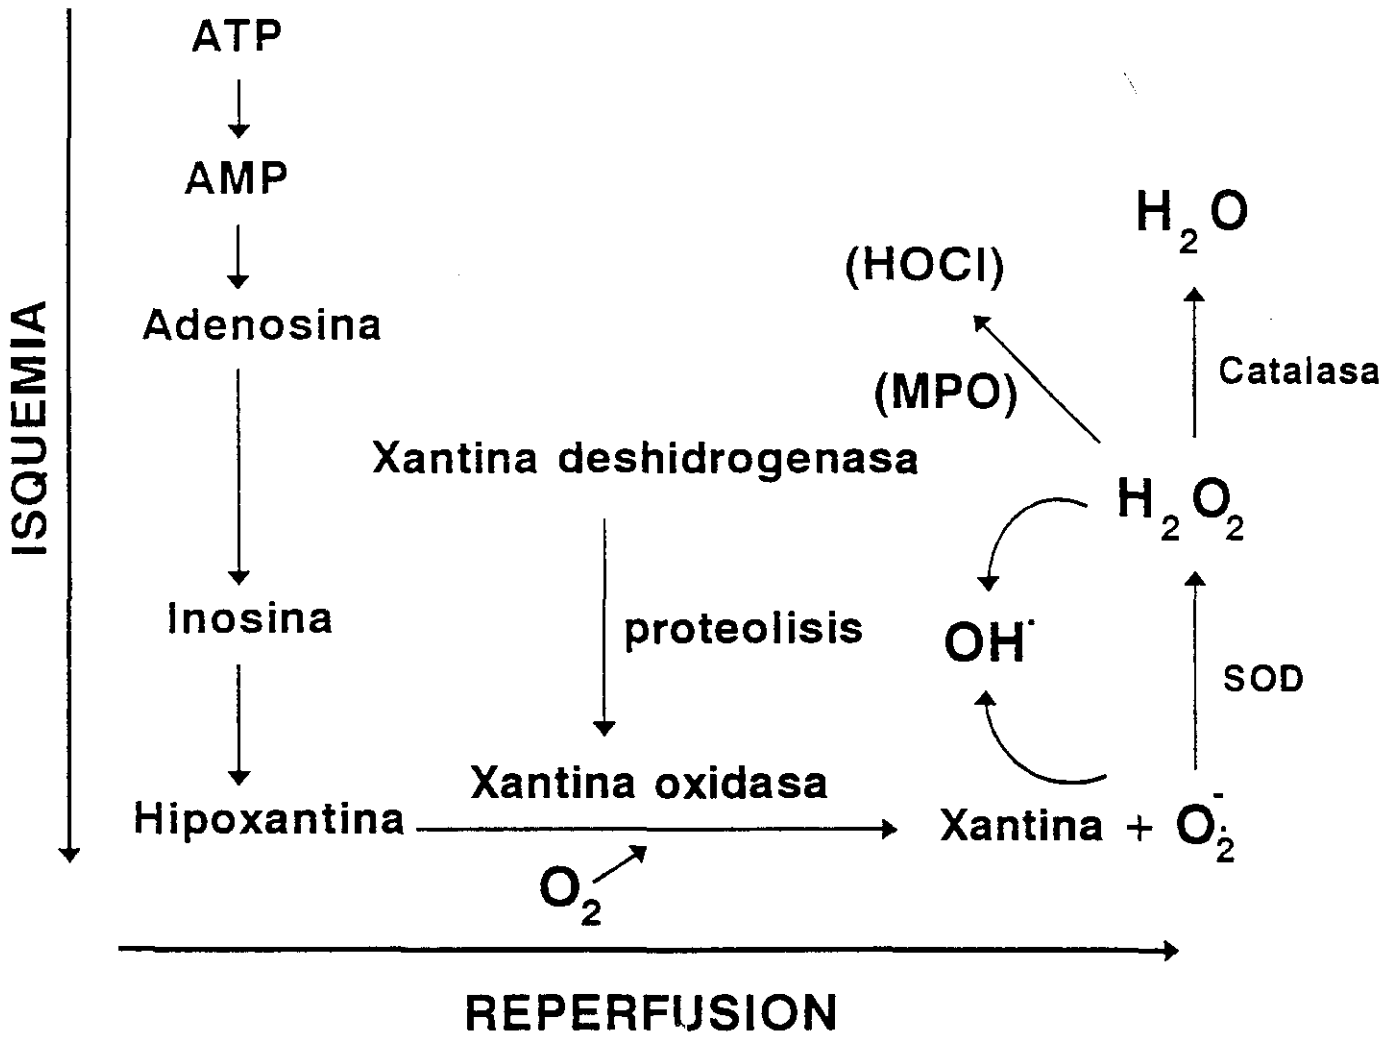 ISQUEMIA
ATP
AMP
Adenosina
Inosina
Hipoxantina
Xantina deshidrogenasa
proteolisis
Xantina oxidasa
O₂
(HOCl)
(MPO)
H₂O
Catalasa
H₂O₂
OH·
SOD
Xantina + O₂·⁻
REPERFUSION